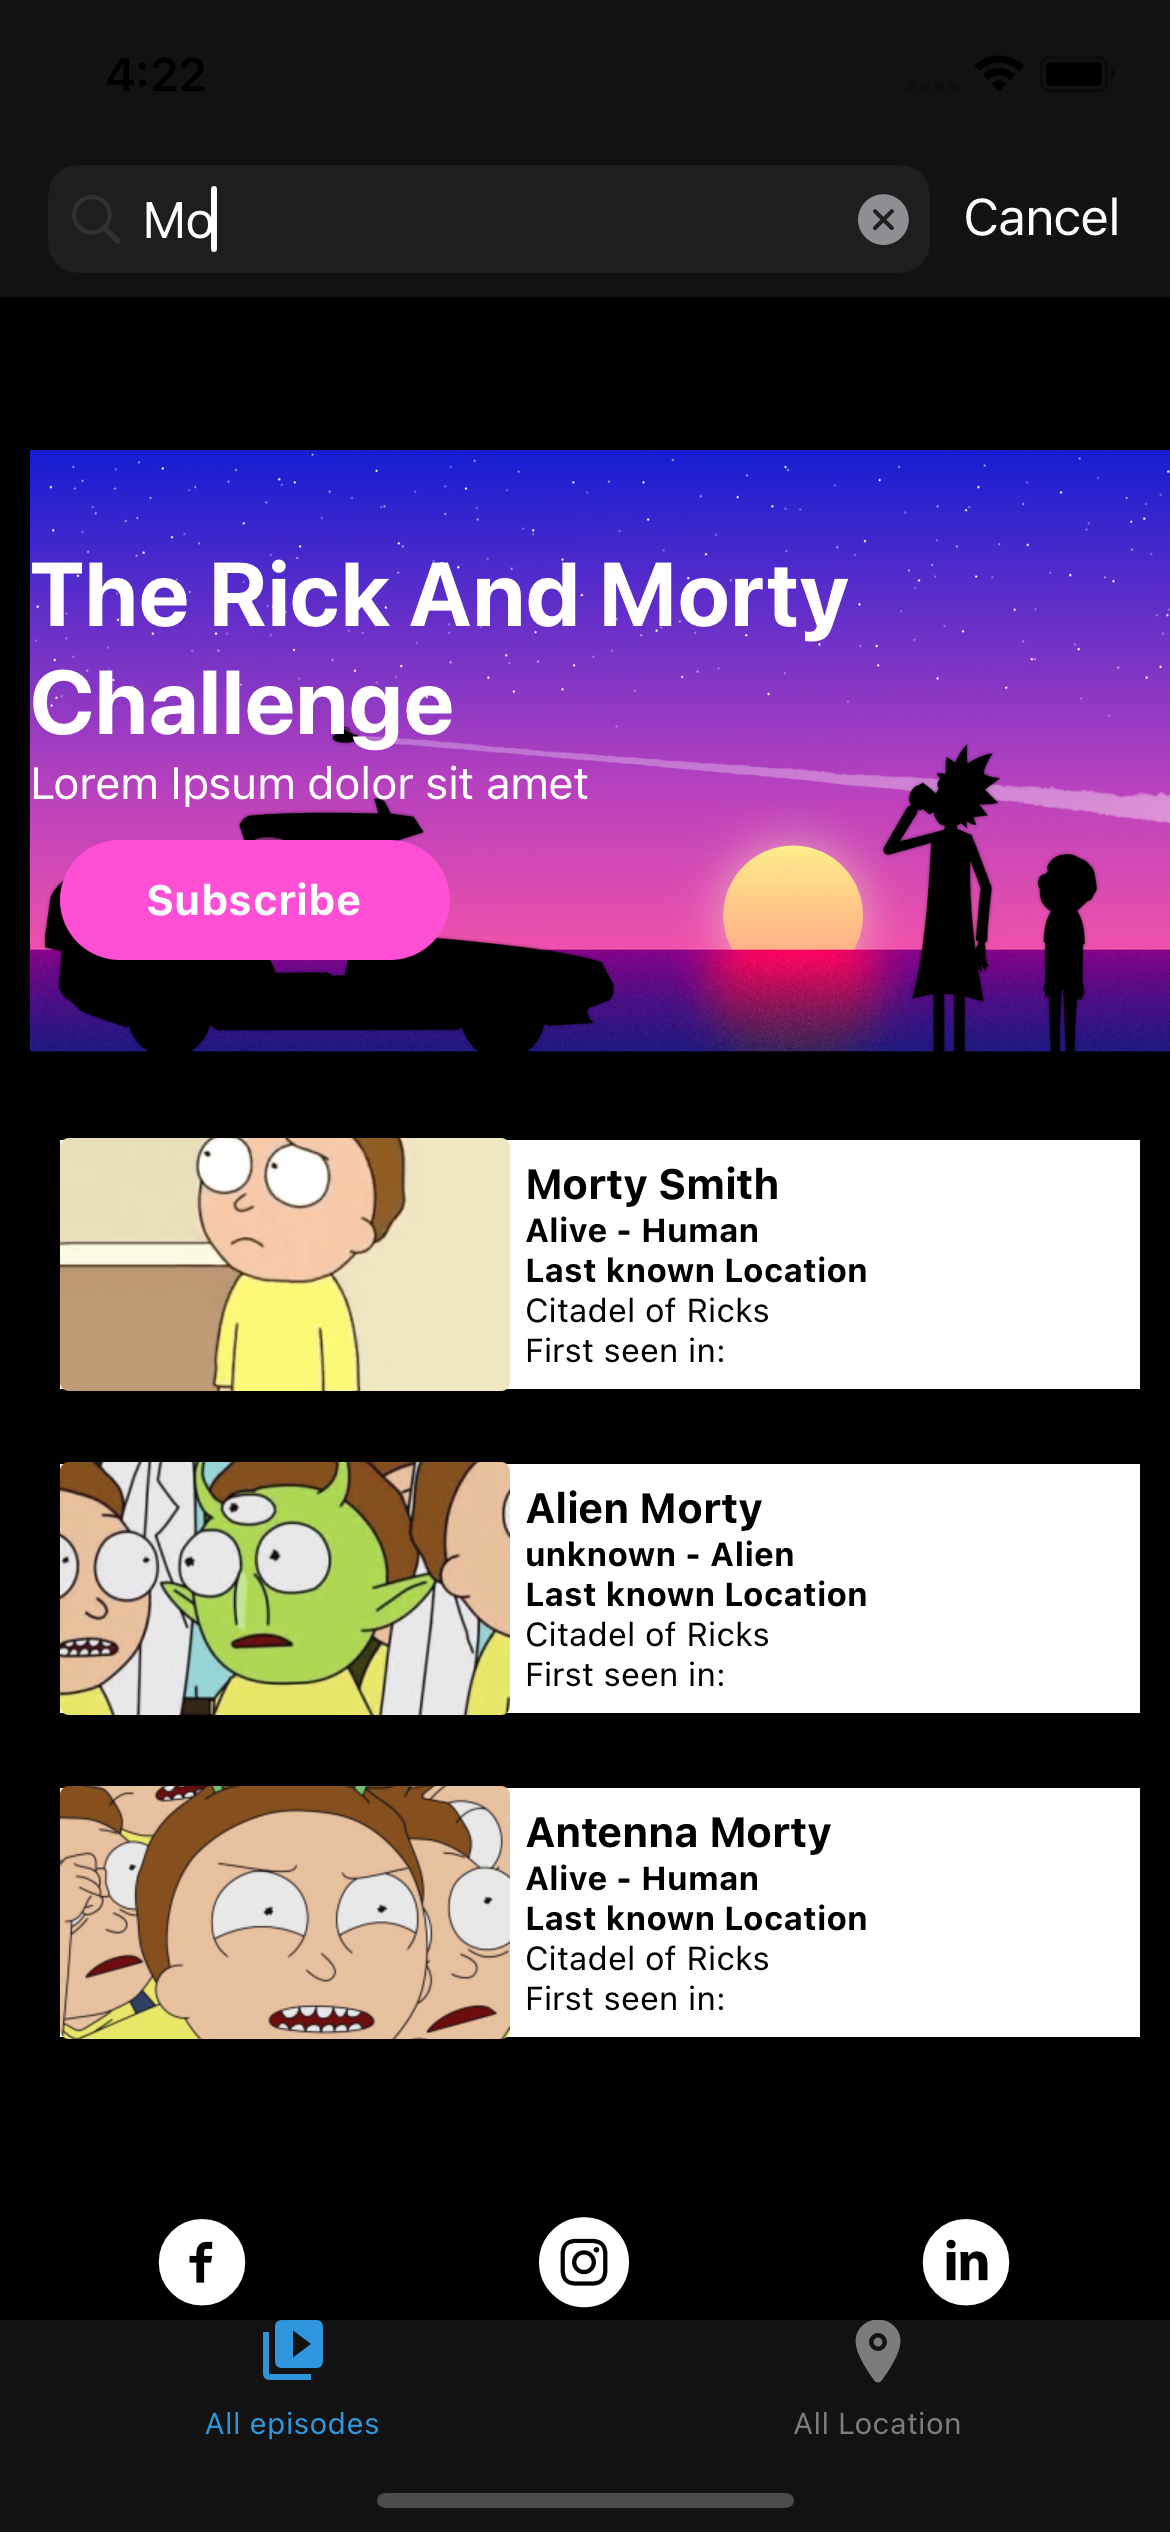 4:22
Mo
Cancel
The Rick And Morty
Challenge
Lorem Ipsum dolor sit amet
Subscribe
Morty Smith
Alive - Human
Last known Location
Citadel of Ricks
First seen in:
Alien Morty
unknown - Alien
Last known Location
Citadel of Ricks
First seen in:
Antenna Morty
Alive - Human
Last known Location
Citadel of Ricks
First seen in:
f
in
All episodes
All Location